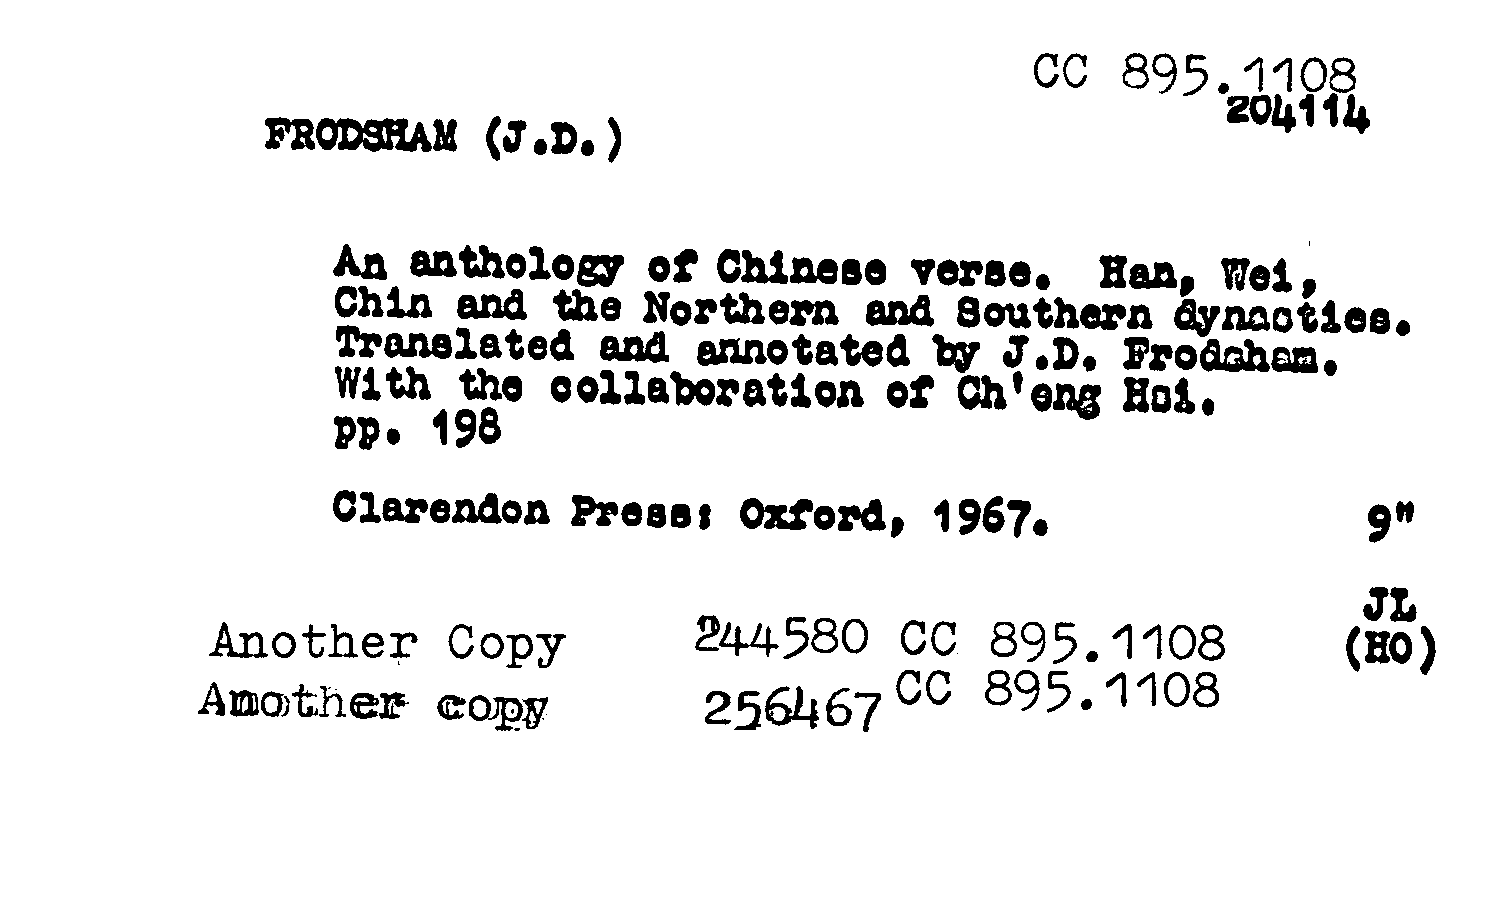 CC 895.1108
204114
FRODSHAM (J.D.)
An anthology of Chinese verse. Han, Wei,
Chin and the Northern and Southern dynasties.
Translated and annotated by J.D. Frodsham.
With the collaboration of Ch'eng Hsi.
pp. 198
Clarendon Press: Oxford, 1967. 9"
JL
(HO)
Another Copy 244580 CC 895.1108
Another copy 256467 CC 895.1108